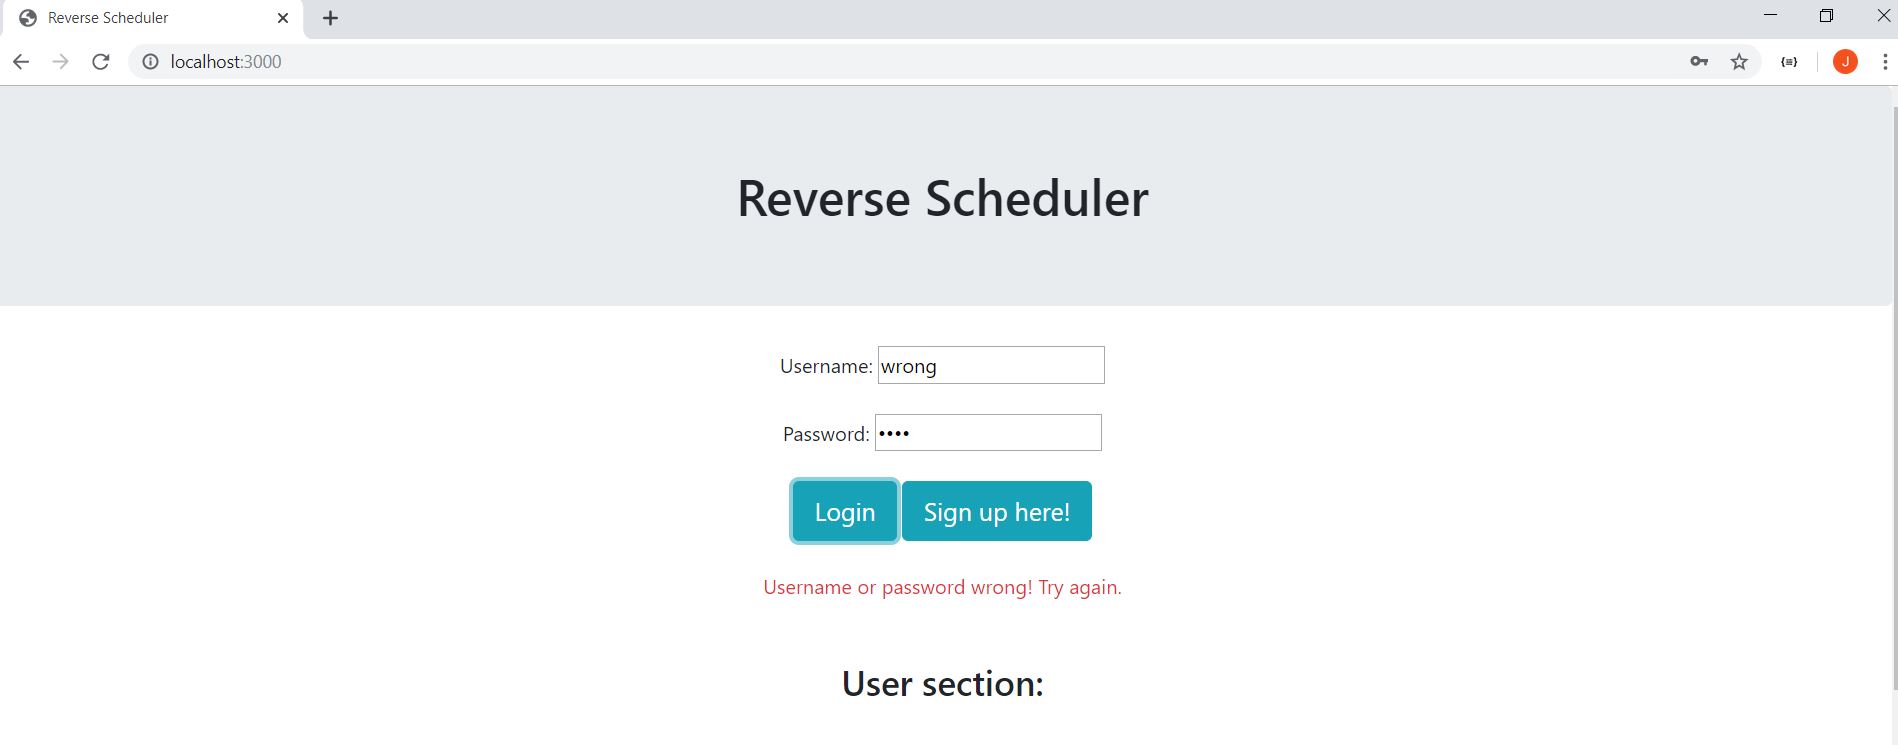 Reverse Scheduler
localhost:3000
J
Reverse Scheduler
Username: wrong
Password: ••••
Login Sign up here!
Username or password wrong! Try again.
User section: